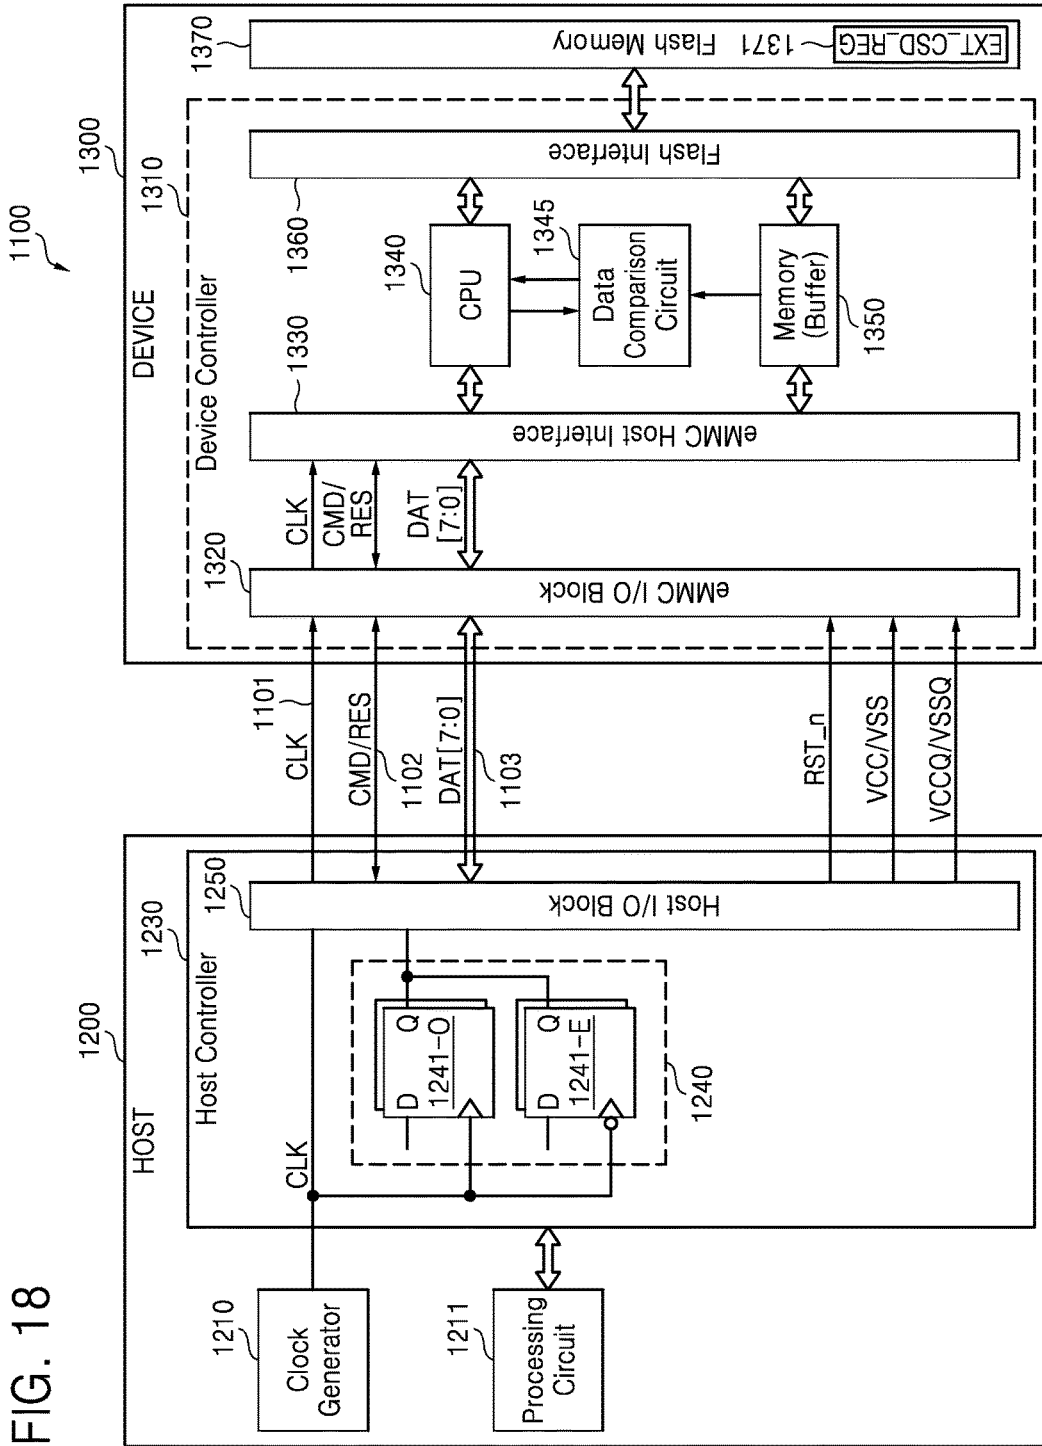 FIG. 18
1100
1200
HOST
1210
Clock
Generator
1211
Processing
Circuit
1230
Host Controller
CLK
D
Q
1241-O
D
Q
1241-E
1240
1250
Host I/O Block
CLK
1101
CMD/RES
1102
DAT[7:0]
1103
RST_n
VCC/VSS
VCCQ/VSSQ
1300
DEVICE
1310
Device Controller
1320
eMMC I/O Block
CLK
CMD/
RES
DAT
[7:0]
1330
eMMC Host Interface
1340
CPU
1345
Data
Comparison
Circuit
Memory
(Buffer)
1350
1360
Flash Interface
1370
Flash Memory
1371
EXT_CSD_REG